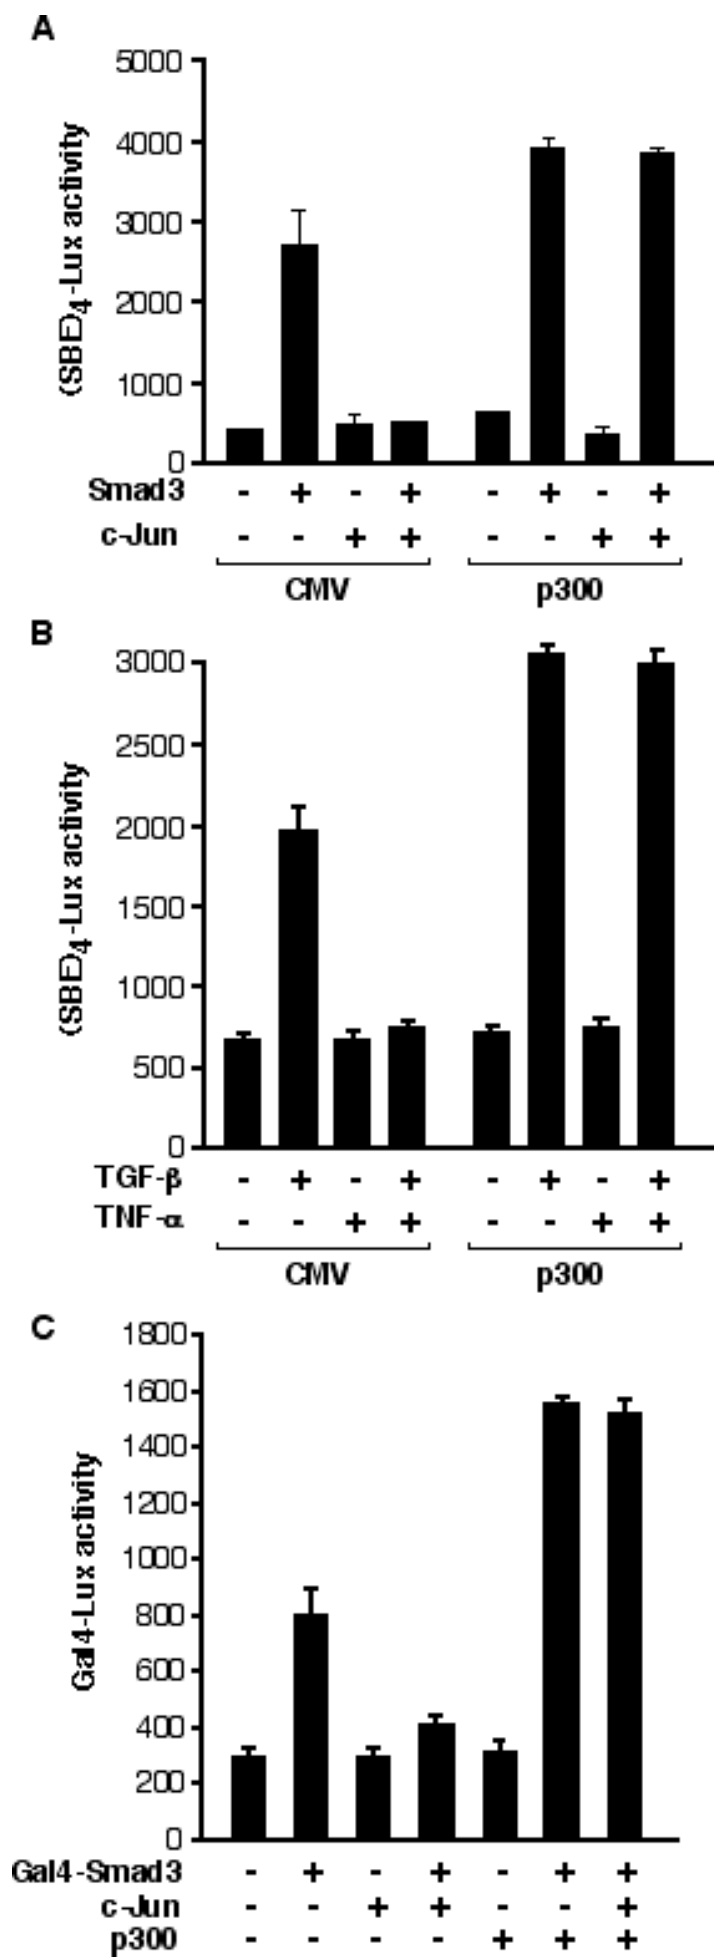 A
5000
4000
3000
2000
1000
0
(SBE)4-Lux activity
Smad3 - + - + - + - +
c-Jun - - + + - - + +
CMV p300
B
3000
2500
2000
1500
1000
500
0
(SBE)4-Lux activity
TGF-β - + - + - + - +
TNF-α - - + + - - + +
CMV p300
C
1800
1600
1400
1200
1000
800
600
400
200
0
Gal4-Lux activity
Gal4-Smad3 - + - + - + +
c-Jun - - + + - - +
p300 - - - - + + +